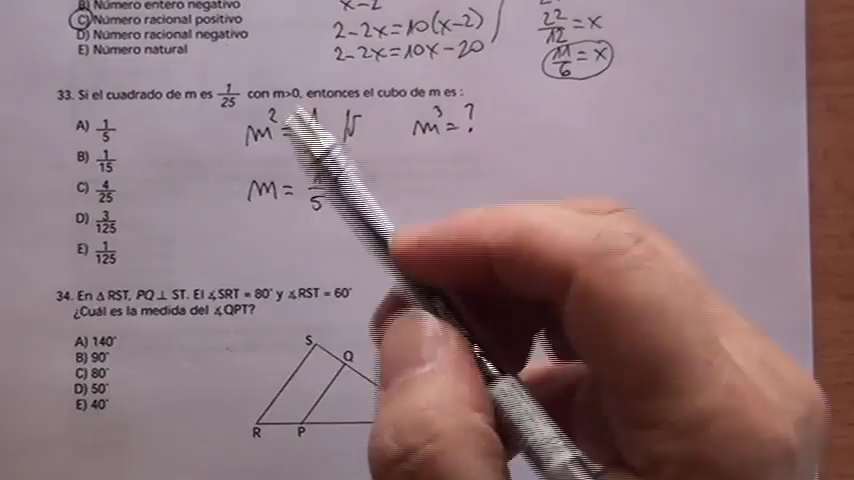 B) Número entero negativo
C) Número racional positivo
D) Número racional negativo
E) Número natural
x-2
2-2x=10(x-2)
2-2x=10x-20
22/12 = x
11/6 = x
33. Si el cuadrado de m es 1/25 con m>0, entonces el cubo de m es :
A) 1/5
B) 1/15
C) 4/25
D) 3/125
E) 1/125
m² =
m³ = ?
m = 1/5
34. En Δ RST, PQ ⊥ ST. El ∡SRT = 80° y ∡RST = 60°
¿Cuál es la medida del ∡QPT?
A) 140°
B) 90°
C) 80°
D) 50°
E) 40°
S
Q
R P